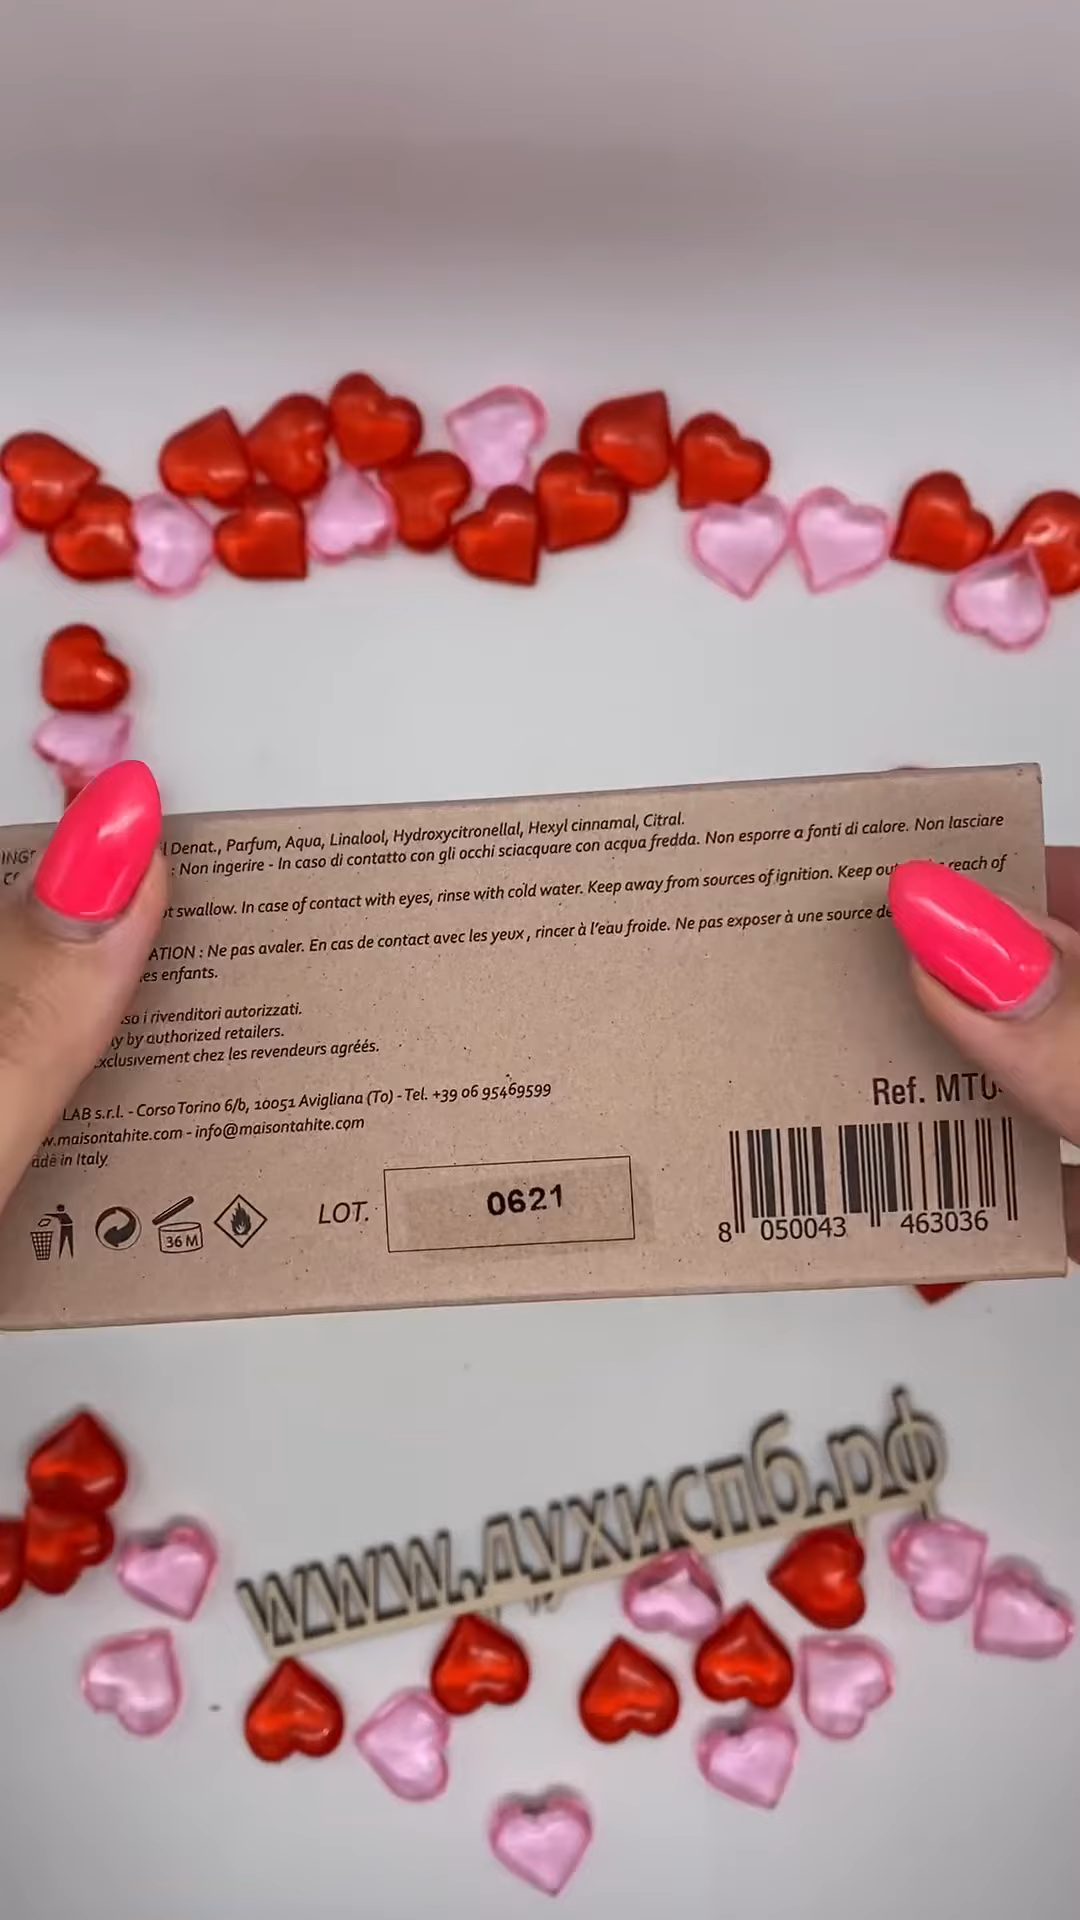 l Denat., Parfum, Aqua, Linalool, Hydroxycitronellal, Hexyl cinnamal, Citral.
: Non ingerire - In caso di contatto con gli occhi sciacquare con acqua fredda. Non esporre a fonti di calore. Non lasciare
swallow. In case of contact with eyes, rinse with cold water. Keep away from sources of ignition. Keep reach of
ATION : Ne pas avaler. En cas de contact avec les yeux, rincer à l'eau froide. Ne pas exposer à une source de
es enfants.
so i rivenditori autorizzati.
by authorized retailers.
xclusivement chez les revendeurs agréés.
LAB s.r.l. - Corso Torino 6/b, 10051 Avigliana (To) - Tel. +39 06 95469599
w.maisontahite.com - info@maisontahite.com
ade in Italy
Ref. MT0
36 M
LOT. 0621
8 050043 463036
www.духиспб.рф